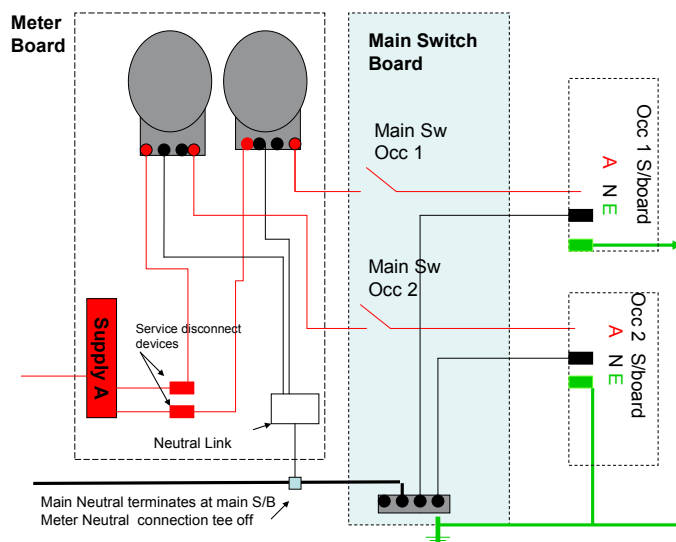 Meter
Board
Main Switch
Board
Main Sw
Occ 1
Main Sw
Occ 2
Occ 1 S/board
A
N
E
Occ 2 S/board
A
N
E
Supply A
Service disconnect
devices
Neutral Link
Main Neutral terminates at main S/B
Meter Neutral connection tee off